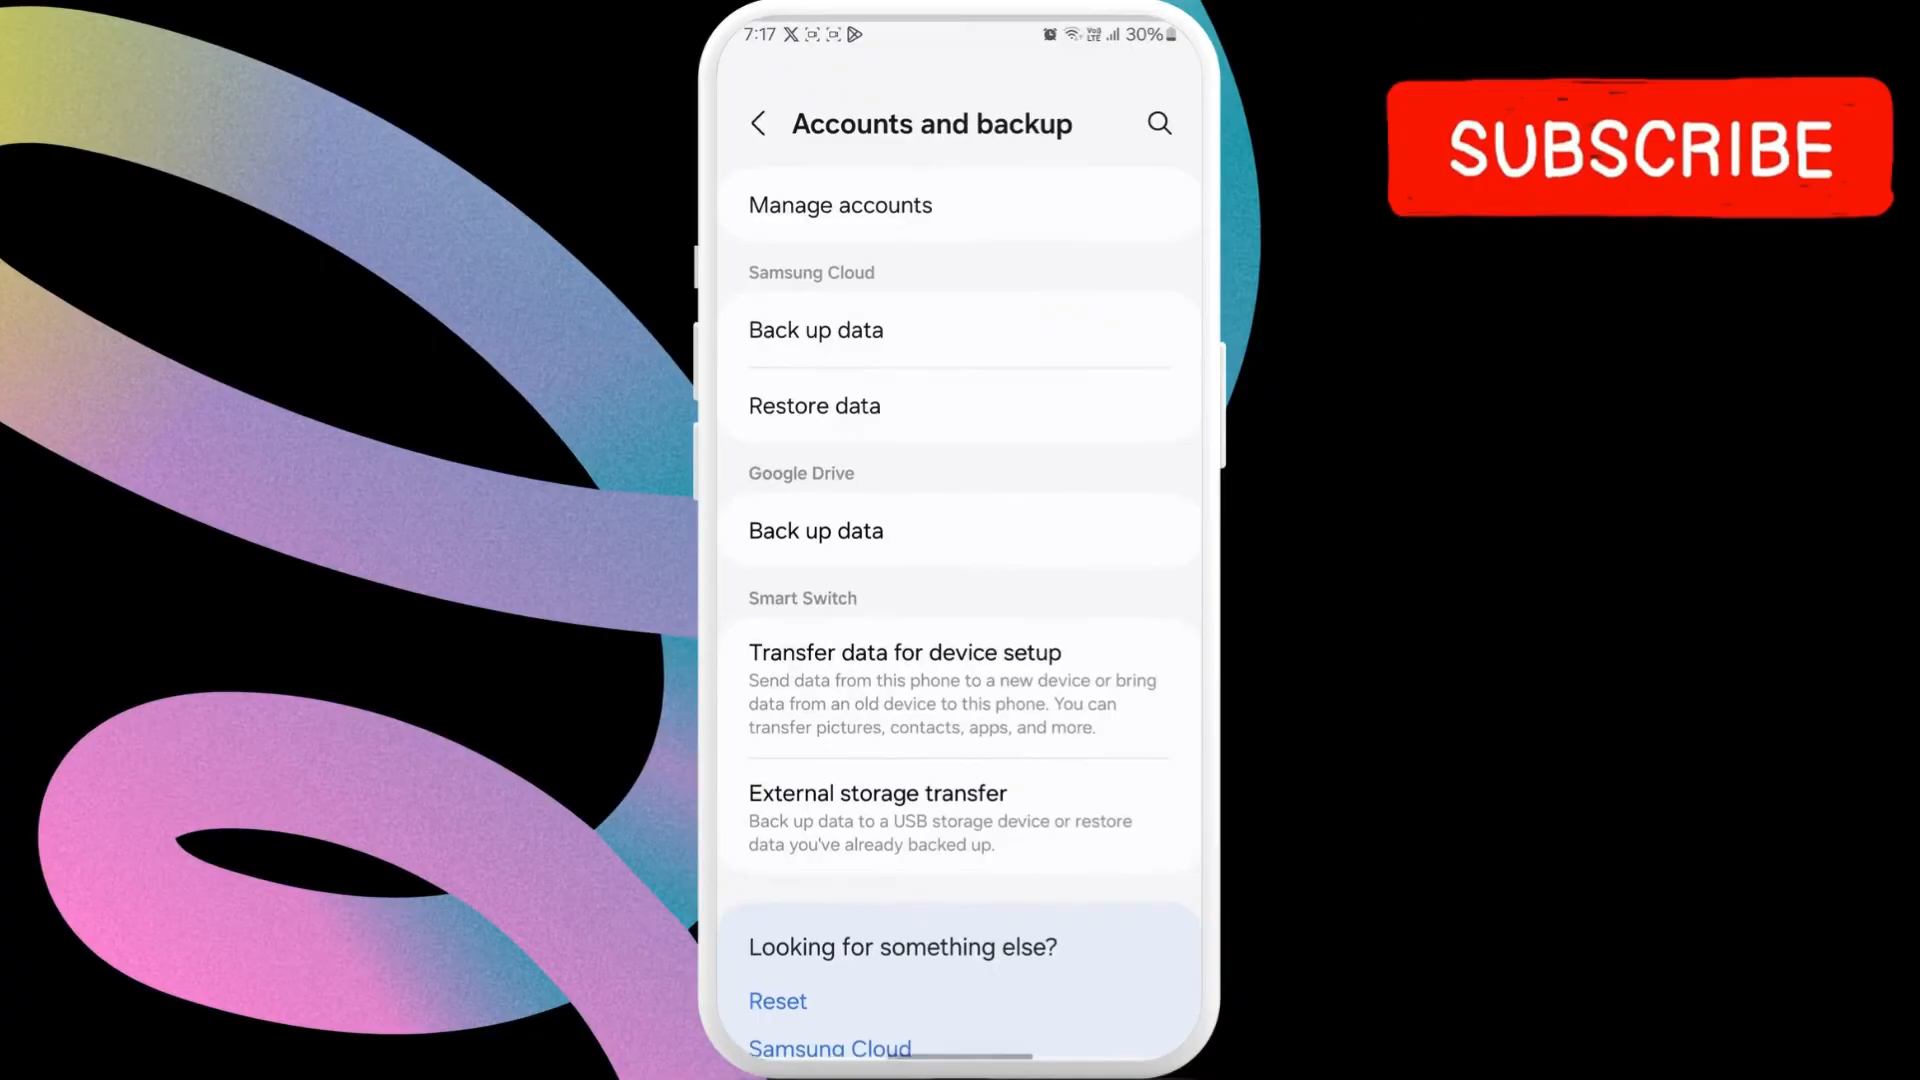 7:17
VoB
LTE
30%
Accounts and backup
SUBSCRIBE
Manage accounts
Samsung Cloud
Back up data
Restore data
Google Drive
Back up data
Smart Switch
Transfer data for device setup
Send data from this phone to a new device or bring
data from an old device to this phone. You can
transfer pictures, contacts, apps, and more.
External storage transfer
Back up data to a USB storage device or restore
data you've already backed up.
Looking for something else?
Reset
Samsung Cloud